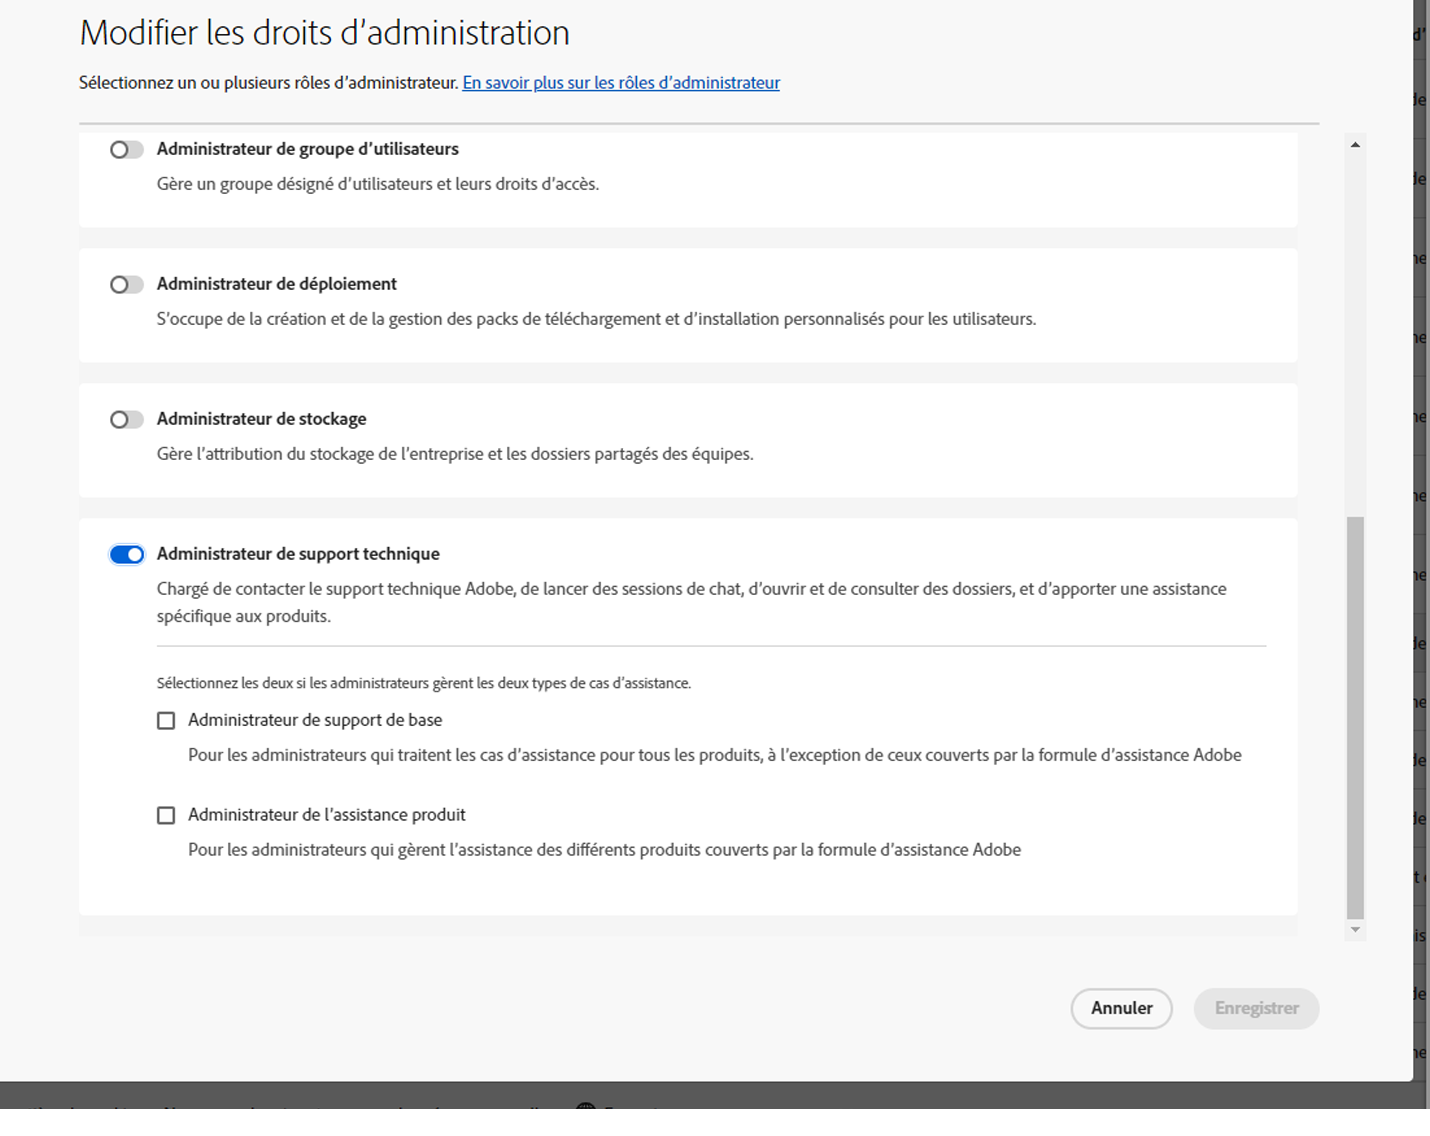 Modifier les droits d’administration
Sélectionnez un ou plusieurs rôles d’administrateur. En savoir plus sur les rôles d’administrateur
Administrateur de groupe d’utilisateurs
Gère un groupe désigné d’utilisateurs et leurs droits d’accès.
Administrateur de déploiement
S’occupe de la création et de la gestion des packs de téléchargement et d’installation personnalisés pour les utilisateurs.
Administrateur de stockage
Gère l’attribution du stockage de l’entreprise et les dossiers partagés des équipes.
Administrateur de support technique
Chargé de contacter le support technique Adobe, de lancer des sessions de chat, d’ouvrir et de consulter des dossiers, et d’apporter une assistance
spécifique aux produits.
Sélectionnez les deux si les administrateurs gèrent les deux types de cas d’assistance.
Administrateur de support de base
Pour les administrateurs qui traitent les cas d’assistance pour tous les produits, à l’exception de ceux couverts par la formule d’assistance Adobe
Administrateur de l’assistance produit
Pour les administrateurs qui gèrent l’assistance des différents produits couverts par la formule d’assistance Adobe
Annuler
Enregistrer